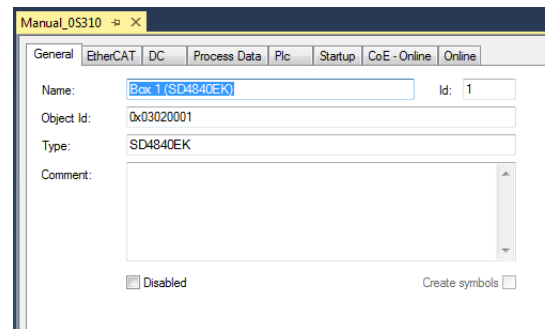 Manual_0S310
General EtherCAT DC Process Data Plc Startup CoE - Online Online
Name: Box 1 (SD4840EK) Id: 1
Object Id: 0x03020001
Type: SD4840EK
Comment:
Disabled Create symbols